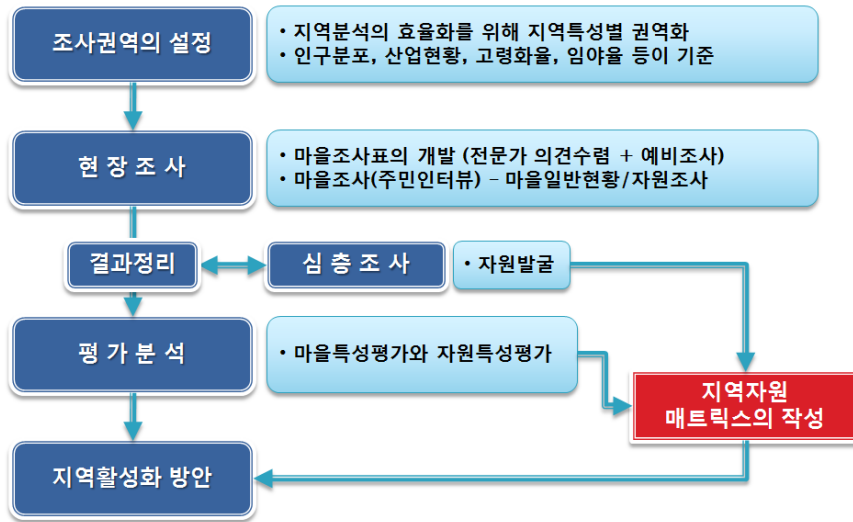 조사권역의 설정
• 지역분석의 효율화를 위해 지역특성별 권역화
• 인구분포, 산업현황, 고령화율, 임야율 등이 기준
현 장 조 사
• 마을조사표의 개발 (전문가 의견수렴 + 예비조사)
• 마을조사(주민인터뷰) – 마을일반현황/자원조사
결과정리
심 층 조 사
• 자원발굴
평 가 분 석
• 마을특성평가와 자원특성평가
지역자원
매트릭스의 작성
지역활성화 방안